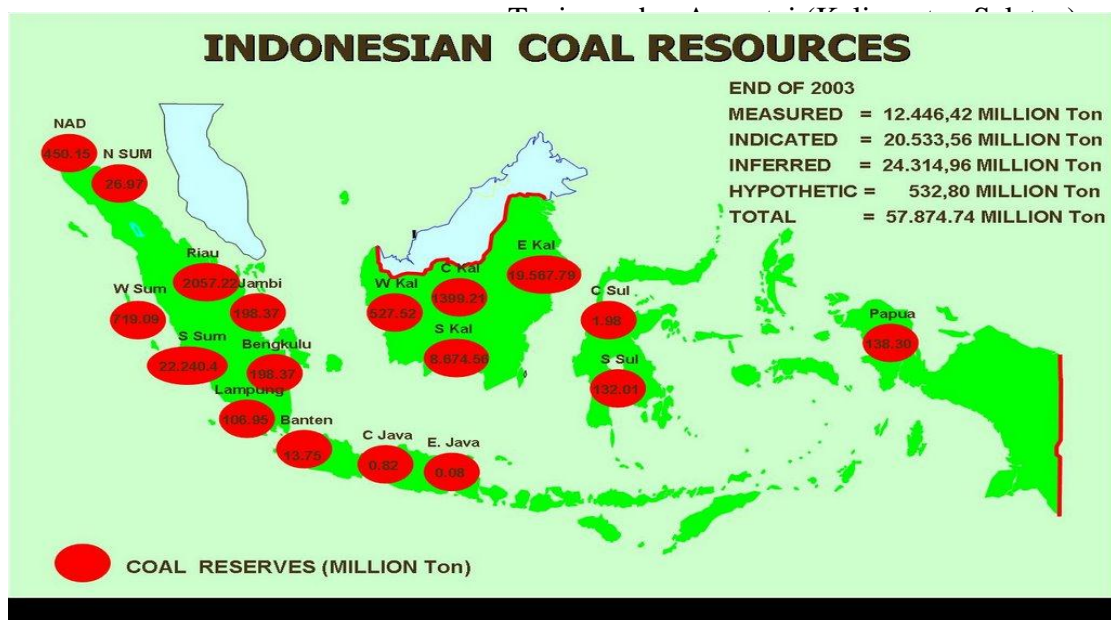 INDONESIAN COAL RESOURCES
END OF 2003
MEASURED = 12.446,42 MILLION Ton
INDICATED = 20.533,56 MILLION Ton
INFERRED = 24.314,96 MILLION Ton
HYPOTHETIC = 532,80 MILLION Ton
TOTAL = 57.874.74 MILLION Ton
NAD
450.15
N SUM
26.97
Riau
2057.22
Jambi
198.37
W Sum
719.09
S Sum
22.240.4
Bengkulu
198.37
Lampung
106.95
Banten
13.75
C Java
0.82
E. Java
0.08
W Kal
527.52
C Kal
1399.21
E Kal
19.567.79
S Kal
8.674.56
C Sul
1.98
S Sul
132.01
Papua
138.30
COAL RESERVES (MILLION Ton)